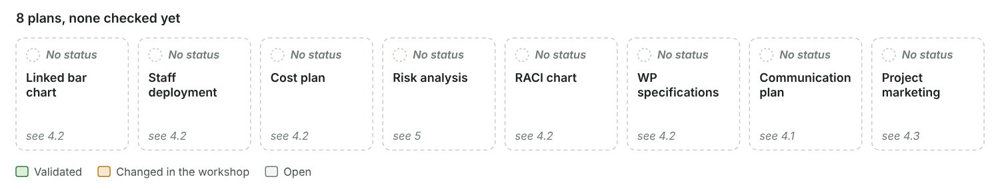 8 plans, none checked yet
No status
Linked bar
chart
see 4.2
No status
Staff
deployment
see 4.2
No status
Cost plan
see 4.2
No status
Risk analysis
see 5
No status
RACI chart
see 4.2
No status
WP
specifications
see 4.2
No status
Communication
plan
see 4.1
No status
Project
marketing
see 4.3
Validated
Changed in the workshop
Open